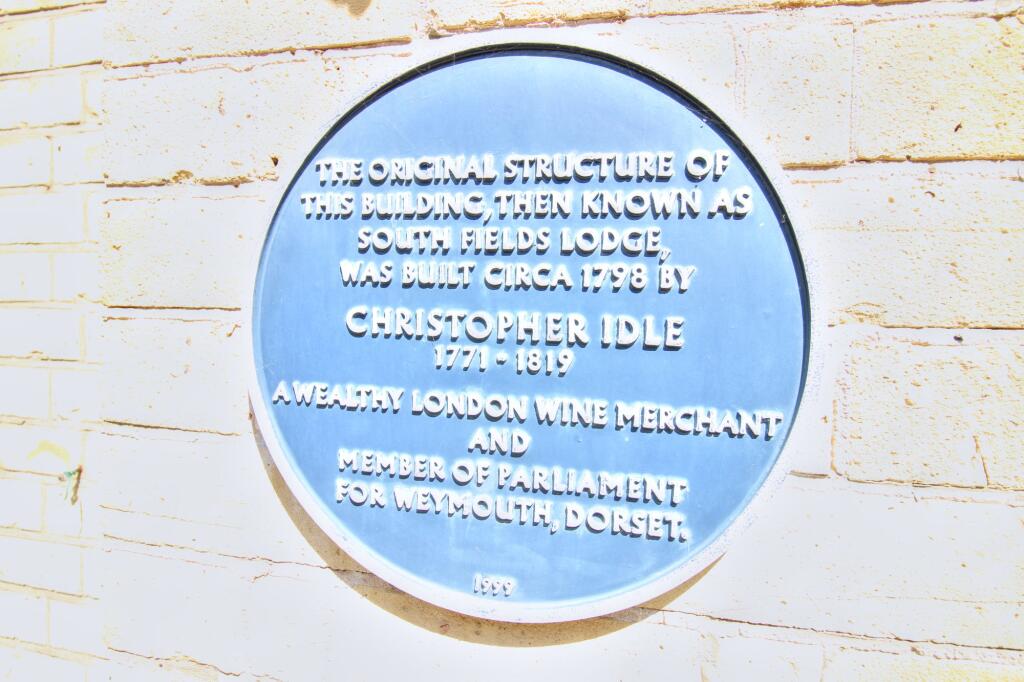 THE ORIGINAL STRUCTURE OF
THIS BUILDING, THEN KNOWN AS
SOUTH FIELDS LODGE,
WAS BUILT CIRCA 1798 BY
CHRISTOPHER IDLE
1771 - 1819
A WEALTHY LONDON WINE MERCHANT
AND
MEMBER OF PARLIAMENT
FOR WEYMOUTH, DORSET.
1999